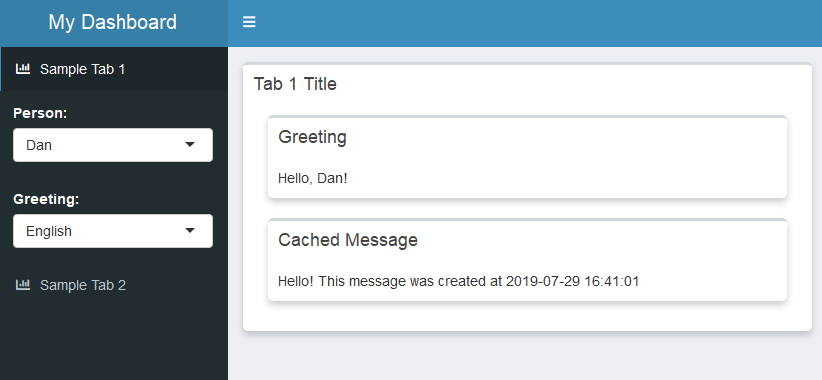 My Dashboard
Sample Tab 1
Person:
Dan
Greeting:
English
Sample Tab 2
Tab 1 Title
Greeting
Hello, Dan!
Cached Message
Hello! This message was created at 2019-07-29 16:41:01